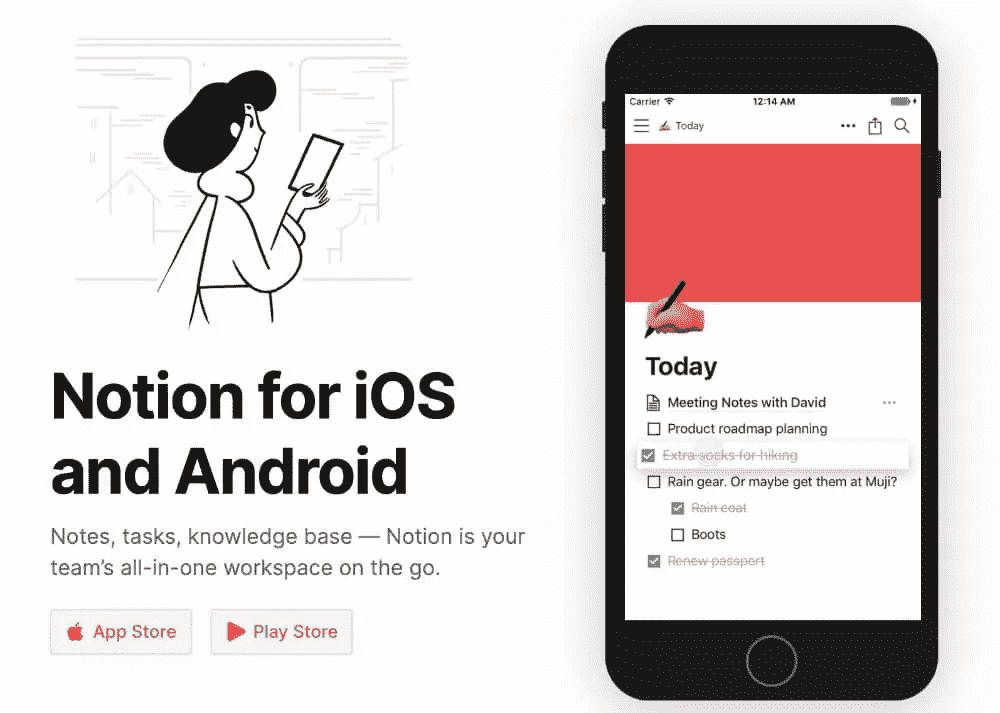 Notion for iOS
and Android
Notes, tasks, knowledge base — Notion is your
team’s all-in-one workspace on the go.
App Store
Play Store
Carrier
12:14 AM
Today
Today
Meeting Notes with David
Product roadmap planning
Extra socks for hiking
Rain gear. Or maybe get them at Muji?
Rain coat
Boots
Renew passport